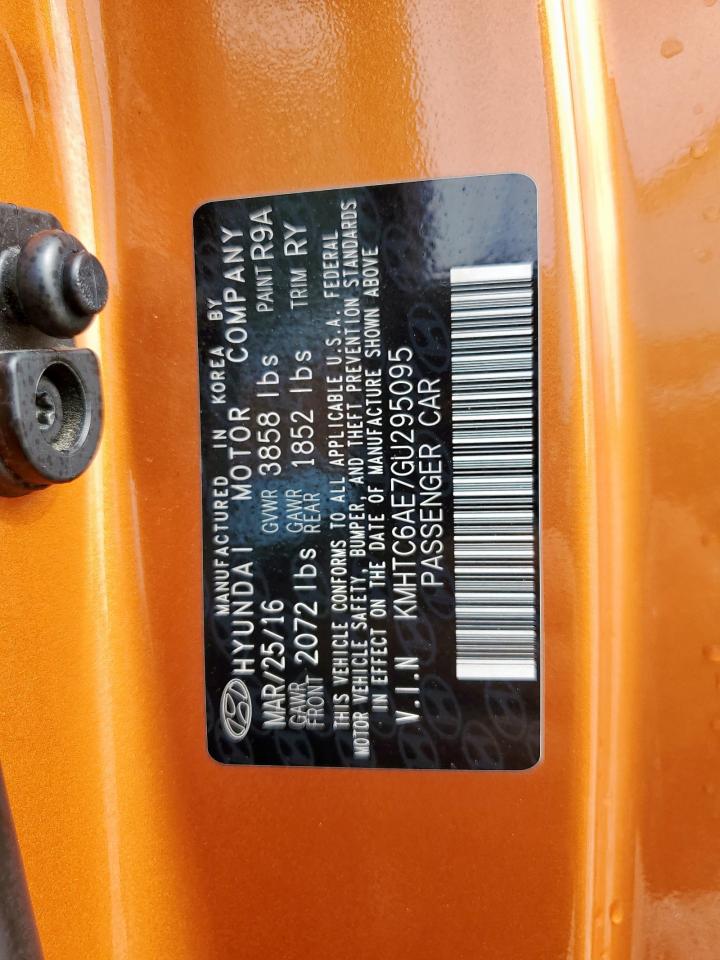 MANUFACTURED IN KOREA BY
HYUNDAI MOTOR COMPANY
MAR/25/16 GVWR 3858 lbs PAINT R9A
GAWR FRONT 2072 lbs GAWR REAR 1852 lbs TRIM RY
THIS VEHICLE CONFORMS TO ALL APPLICABLE U.S.A. FEDERAL
MOTOR VEHICLE SAFETY, BUMPER, AND THEFT PREVENTION STANDARDS
IN EFFECT ON THE DATE OF MANUFACTURE SHOWN ABOVE
V.I.N KMHTC6AE7GU295095
PASSENGER CAR